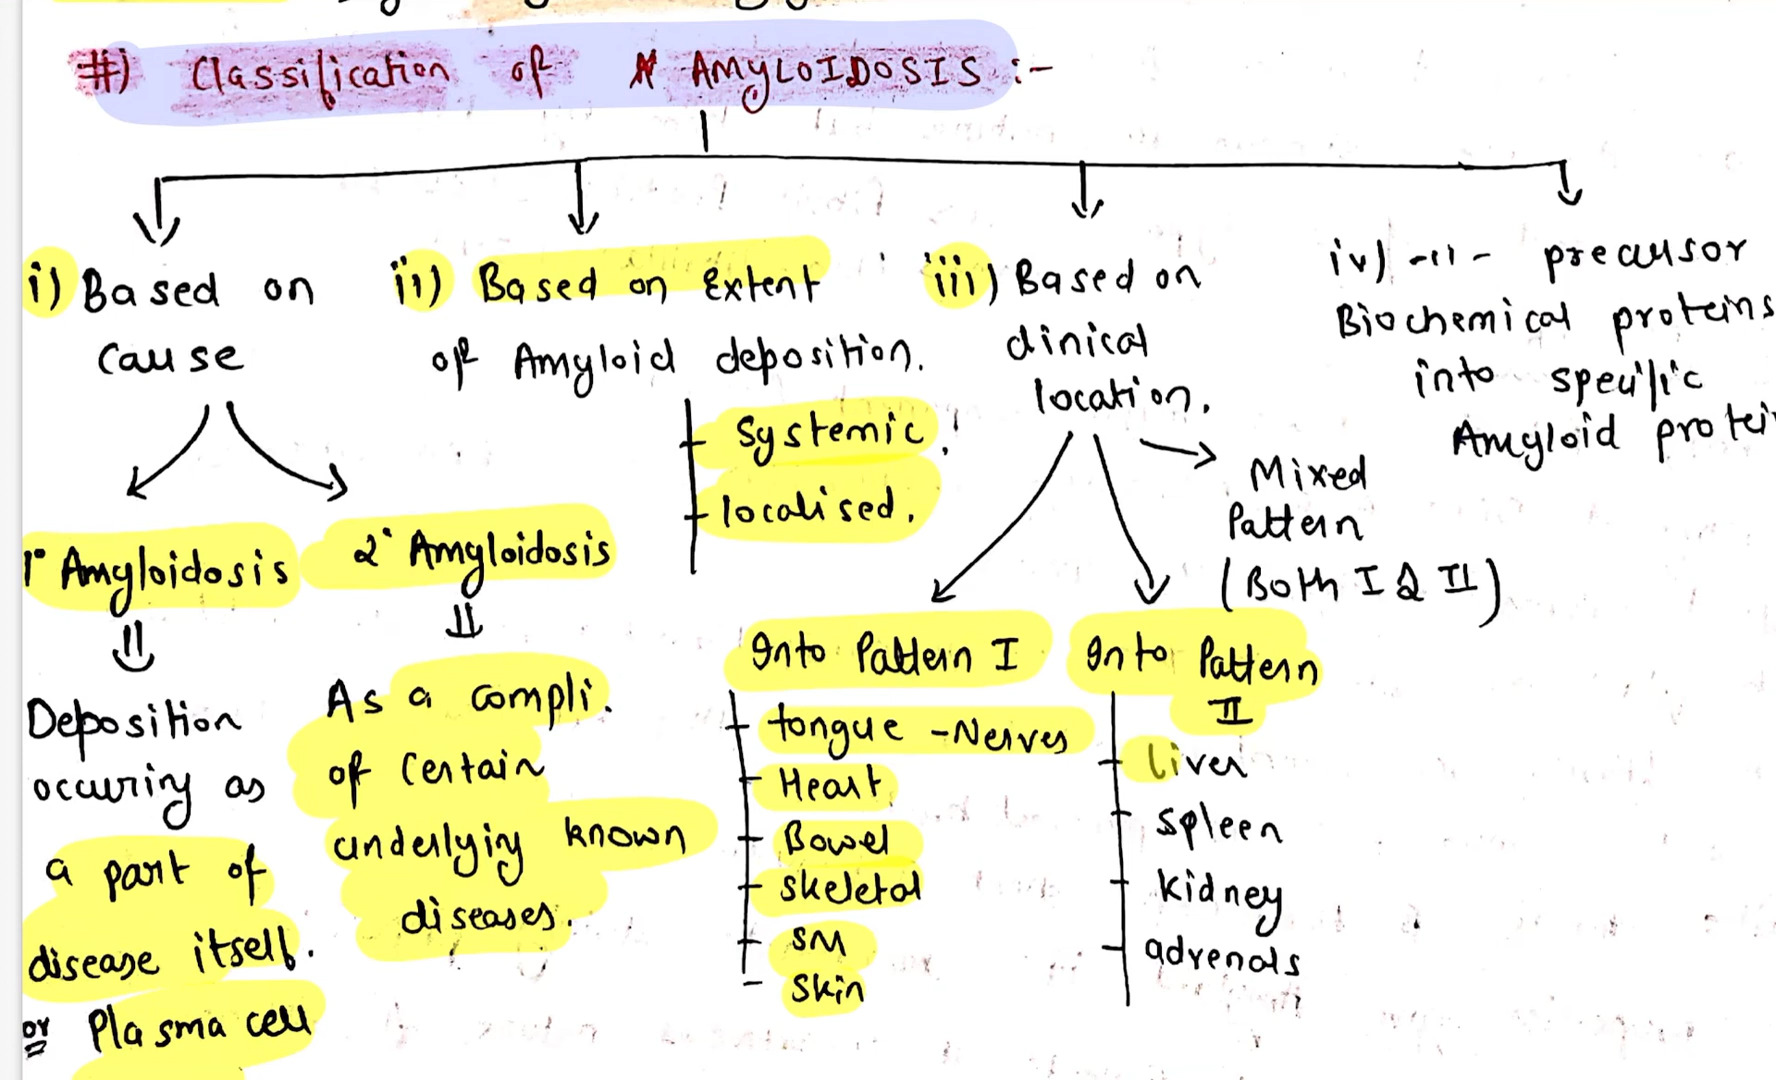 #) Classification of AMYLOIDOSIS :-
i) Based on
cause
1° Amyloidosis
Deposition
occuring as
a part of
disease itself.
or Plasma cell
2° Amyloidosis
As a compli.
of certain
underlying known
diseases.
ii) Based on Extent
of Amyloid deposition.
Systemic
localised.
iii) Based on
clinical
location.
Into Pattern I
tongue - Nerves
Heart
Bowel
skeletal
SM
Skin
Into Pattern
II
liver
spleen
kidney
adrenals
Mixed
Pattern
(Both I & II)
iv) -11- precursor
Biochemical proteins
into specific
Amyloid protei